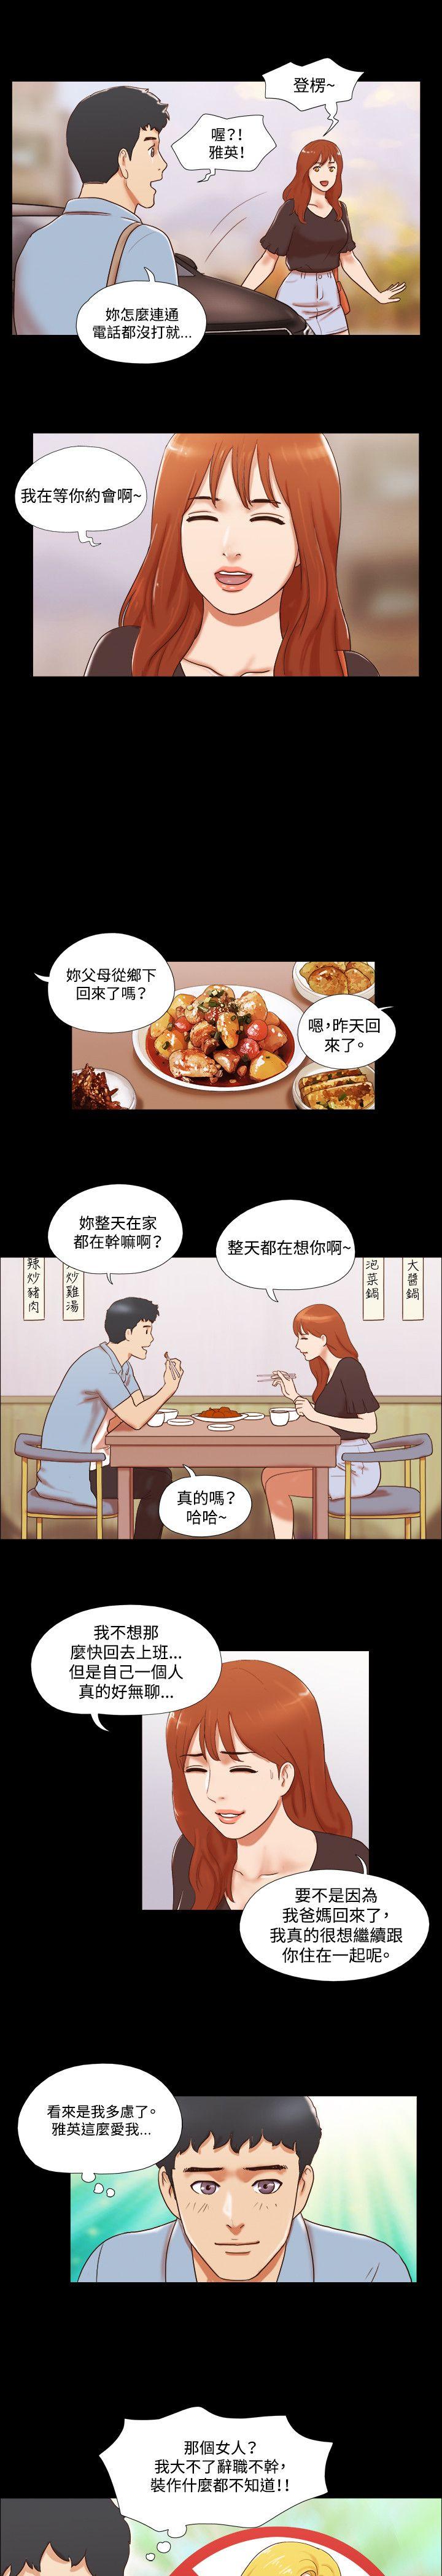 登楞~
喔?!
雅英!
妳怎麼連通
電話都沒打就...
我在等你約會啊~
妳父母從鄉下
回來了嗎?
嗯,昨天回
來了。
妳整天在家
都在幹嘛啊?
整天都在想你啊~
辣炒豬肉
炒雞湯
泡菜鍋
大醬鍋
真的嗎?
哈哈~
我不想那
麼快回去上班...
但是自己一個人
真的好無聊...
要不是因為
我爸媽回來了,
我真的很想繼續跟
你住在一起呢。
看來是我多慮了。
雅英這麼愛我...
那個女人?
我大不了辭職不幹,
裝作什麼都不知道!!